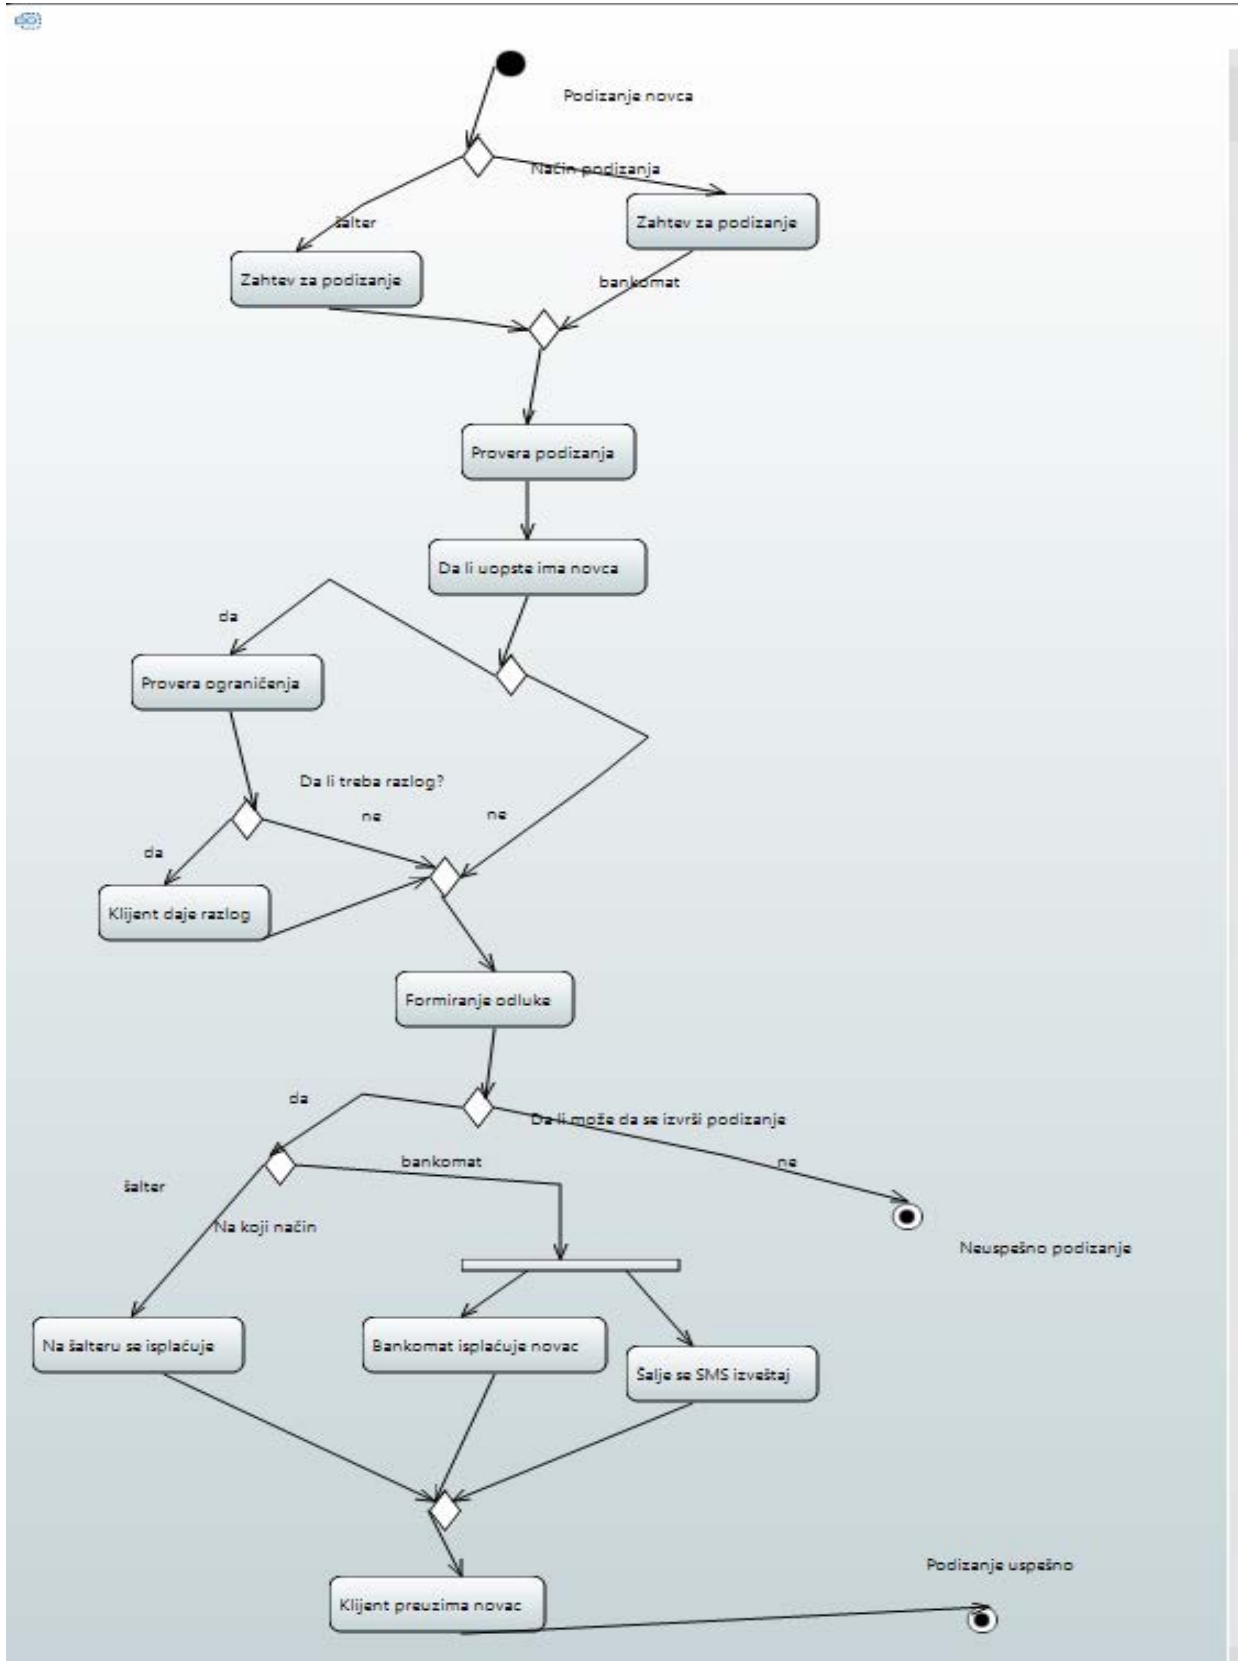 Podizanje novca
Način podizanja
šalter
Zahtev za podizanje
Zahtev za podizanje
bankomat
Provera podizanja
Da li uopste ima novca
da
Provera ograničenja
Da li treba razlog?
ne
ne
da
Klijent daje razlog
Formiranje odluke
da
Da li može da se izvrši podizanje
bankomat
ne
šalter
Na koji način
Neuspešno podizanje
Na šalteru se isplaćuje
Bankomat isplaćuje novac
Šalje se SMS izveštaj
Podizanje uspešno
Klijent preuzima novac